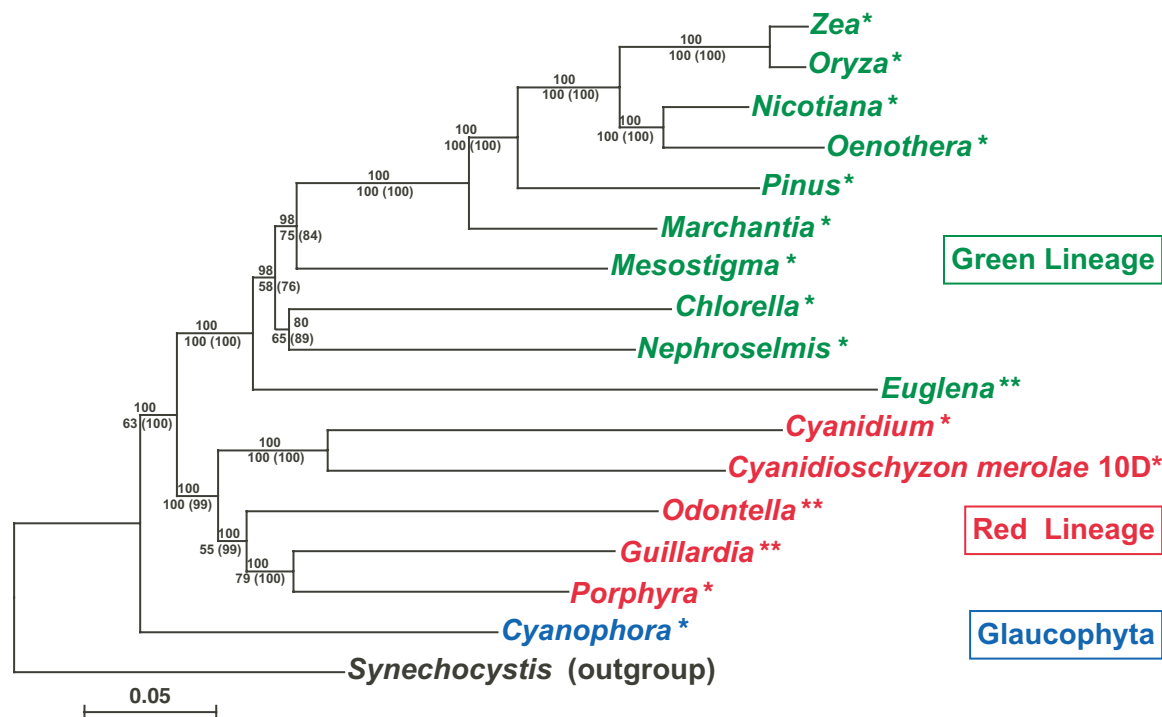 Zea*
100
100 (100)
Oryza*
100
100 (100)
Nicotiana*
100
100 (100)
100
100 (100)
Oenothera*
100
100 (100)
Pinus*
98
75 (84)
Marchantia*
Green Lineage
Mesostigma*
98
58 (76)
Chlorella*
80
65 (89)
100
100 (100)
Nephroselmis*
Euglena**
100
63 (100)
Cyanidium*
100
100 (100)
Cyanidioschyzon merolae 10D*
100
100 (99)
Odontella**
Red Lineage
100
55 (99)
Guillardia**
100
79 (100)
Porphyra*
Cyanophora*
Glaucophyta
Synechocystis (outgroup)
0.05